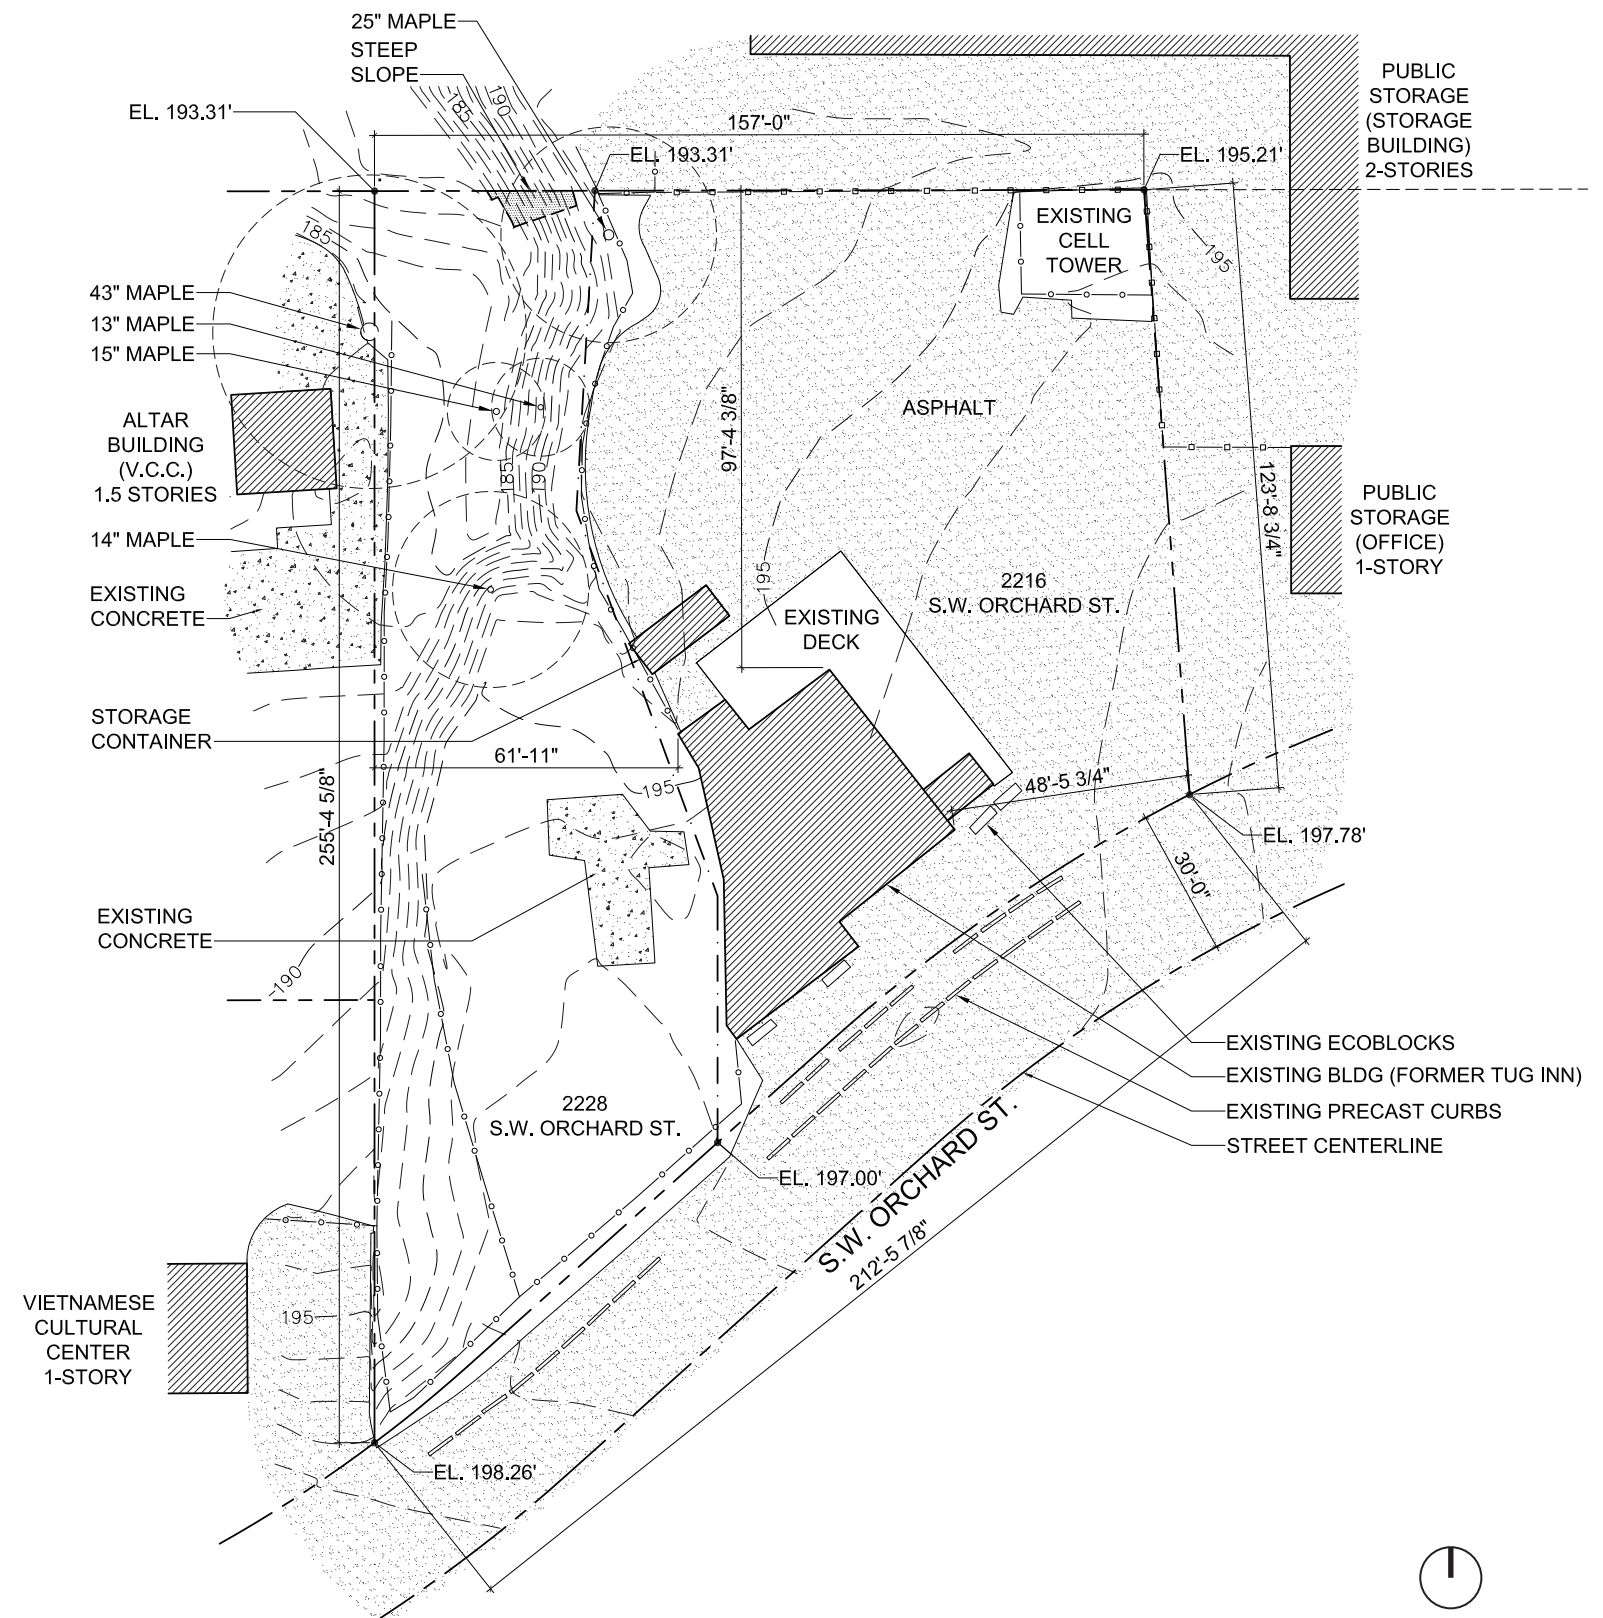 25" MAPLE
STEEP
SLOPE
185
190
EL. 193.31'
157'-0"
EL. 193.31'
EL. 195.21'
PUBLIC
STORAGE
(STORAGE
BUILDING)
2-STORIES
185
EXISTING
CELL
TOWER
195
43" MAPLE
13" MAPLE
15" MAPLE
97'-4 3/8"
ASPHALT
ALTAR
BUILDING
(V.C.C.)
1.5 STORIES
185
190
123'-8 3/4"
PUBLIC
STORAGE
(OFFICE)
1-STORY
14" MAPLE
EXISTING
CONCRETE
195
EXISTING
DECK
2216
S.W. ORCHARD ST.
STORAGE
CONTAINER
61'-11"
195
48'-5 3/4"
255'-4 5/8"
EL. 197.78'
30'-0"
EXISTING
CONCRETE
190
EXISTING ECOBLOCKS
EXISTING BLDG (FORMER TUG INN)
EXISTING PRECAST CURBS
STREET CENTERLINE
2228
S.W. ORCHARD ST.
EL. 197.00'
S.W. ORCHARD ST.
212'-5 7/8"
VIETNAMESE
CULTURAL
CENTER
1-STORY
195
EL. 198.26'